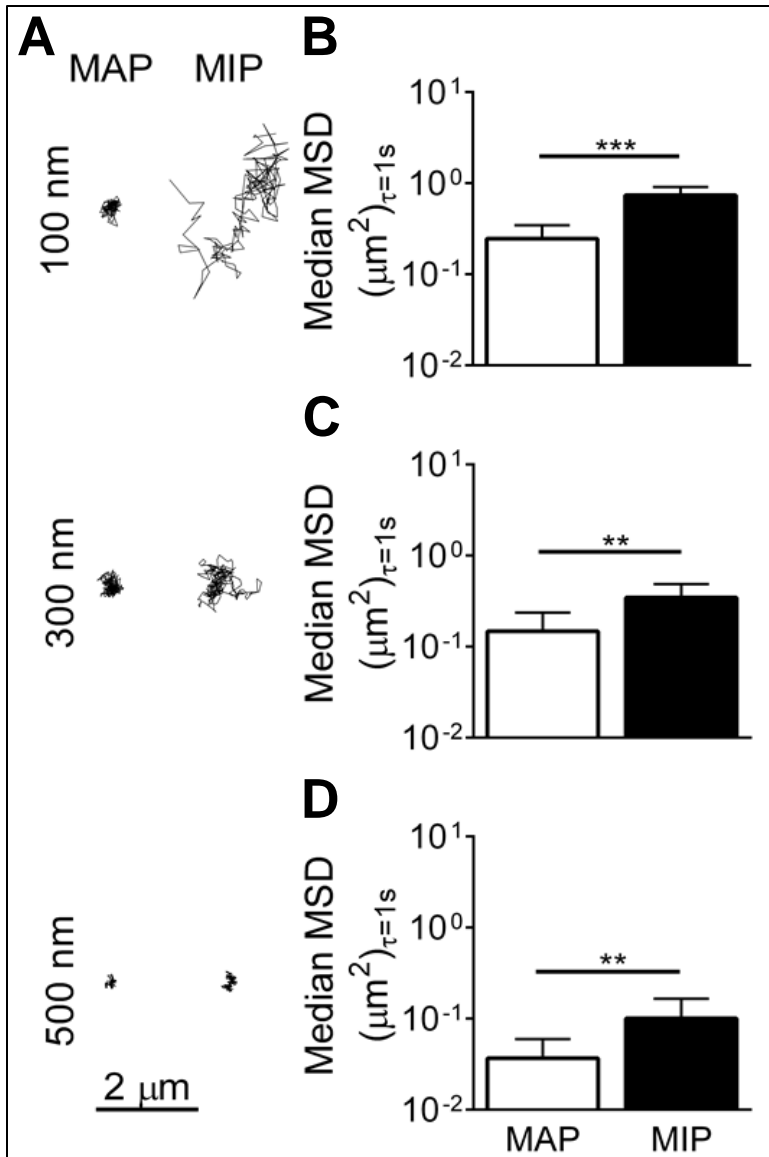 A
MAP MIP
100 nm
300 nm
500 nm
2 μm
B
Median MSD
(μm²)τ=1s
10¹
10⁰
10⁻¹
10⁻²
***
C
Median MSD
(μm²)τ=1s
10¹
10⁰
10⁻¹
10⁻²
**
D
Median MSD
(μm²)τ=1s
10¹
10⁰
10⁻¹
10⁻²
**
MAP MIP